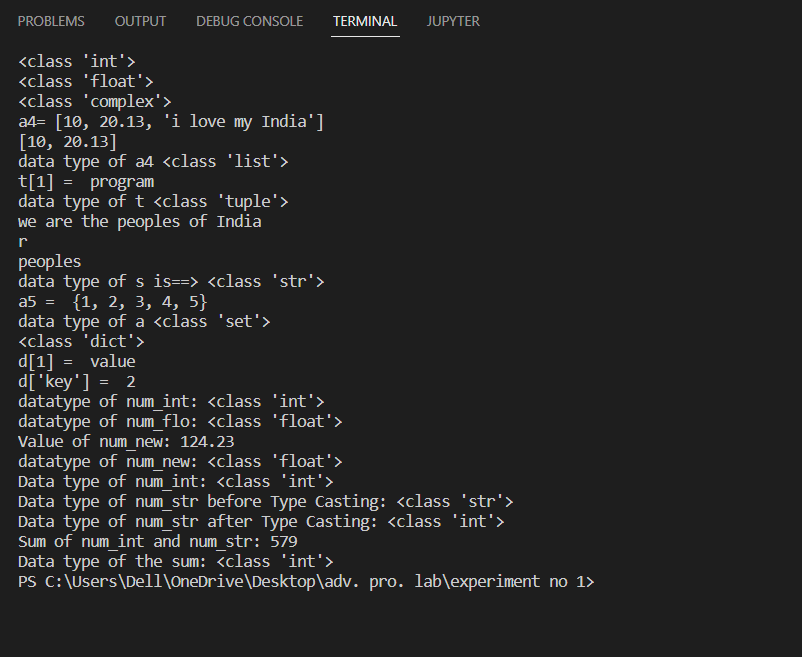 PROBLEMS OUTPUT DEBUG CONSOLE TERMINAL JUPYTER
<class 'int'>
<class 'float'>
<class 'complex'>
a4= [10, 20.13, 'i love my India']
[10, 20.13]
data type of a4 <class 'list'>
t[1] =  program
data type of t <class 'tuple'>
we are the peoples of India
r
peoples
data type of s is==> <class 'str'>
a5 =  {1, 2, 3, 4, 5}
data type of a <class 'set'>
<class 'dict'>
d[1] =  value
d['key'] =  2
datatype of num_int: <class 'int'>
datatype of num_flo: <class 'float'>
Value of num_new: 124.23
datatype of num_new: <class 'float'>
Data type of num_int: <class 'int'>
Data type of num_str before Type Casting: <class 'str'>
Data type of num_str after Type Casting: <class 'int'>
Sum of num_int and num_str: 579
Data type of the sum: <class 'int'>
PS C:\Users\Dell\OneDrive\Desktop\adv. pro. lab\experiment no 1>